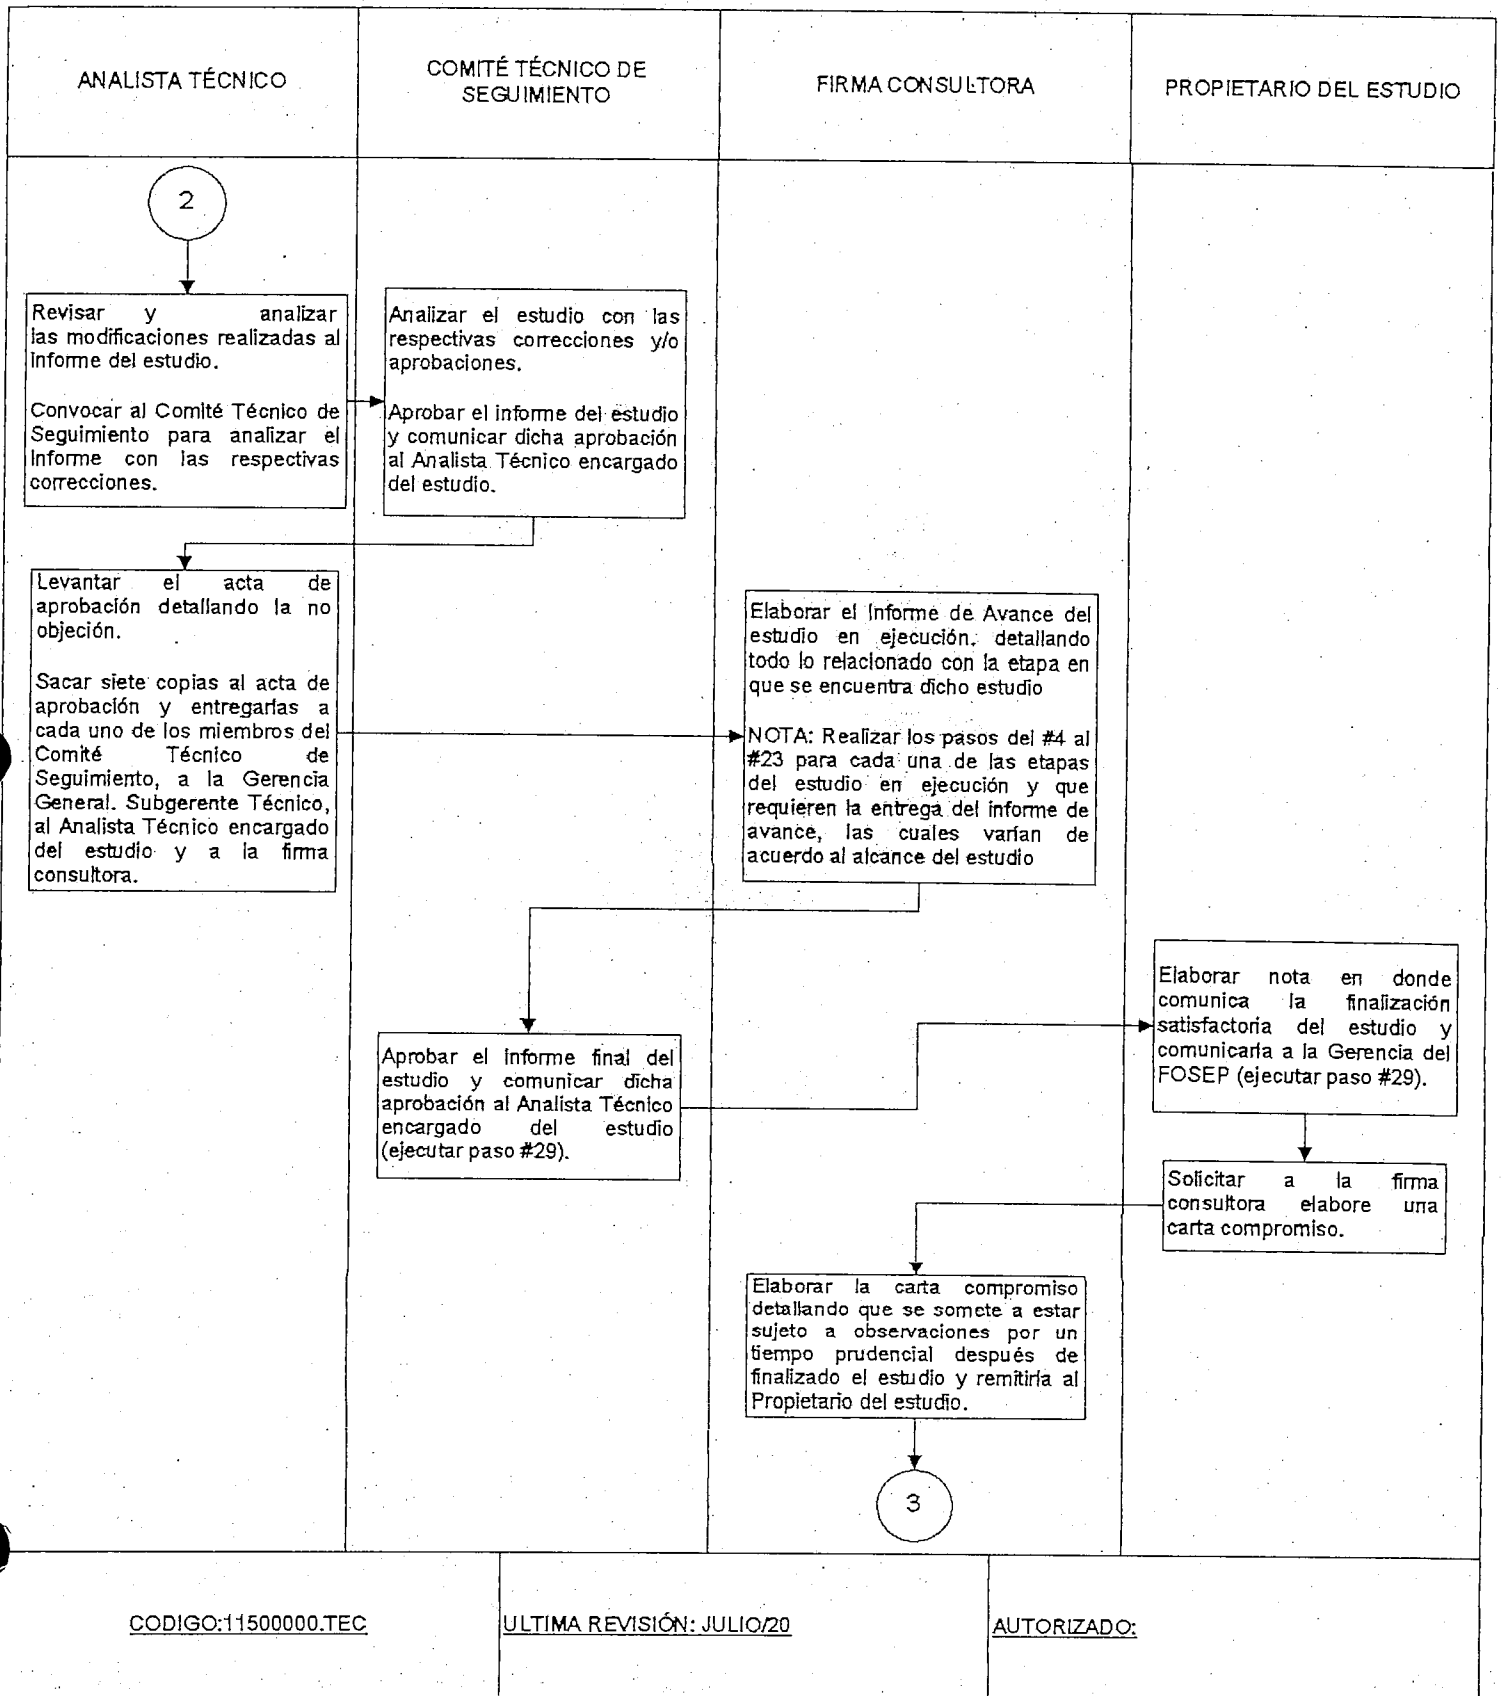 ANALISTA TÉCNICO
COMITÉ TÉCNICO DE
SEGUIMIENTO
FIRMA CONSULTORA
PROPIETARIO DEL ESTUDIO
2
Revisar y analizar
las modificaciones realizadas al
informe del estudio.
Convocar al Comité Técnico de
Seguimiento para analizar el
informe con las respectivas
correcciones.
Analizar el estudio con las
respectivas correcciones y/o
aprobaciones.
Aprobar el informe del estudio
y comunicar dicha aprobación
al Analista Técnico encargado
del estudio.
Levantar el acta de
aprobación detallando la no
objeción.
Sacar siete copias al acta de
aprobación y entregarlas a
cada uno de los miembros del
Comité Técnico de
Seguimiento, a la Gerencia
General. Subgerente Técnico,
al Analista Técnico encargado
del estudio y a la firma
consultora.
Elaborar el Informe de Avance del
estudio en ejecución, detallando
todo lo relacionado con la etapa en
que se encuentra dicho estudio
NOTA: Realizar los pasos del #4 al
#23 para cada una de las etapas
del estudio en ejecución y que
requieren la entrega del informe de
avance, las cuales varían de
acuerdo al alcance del estudio
Aprobar el informe final del
estudio y comunicar dicha
aprobación al Analista Técnico
encargado del estudio
(ejecutar paso #29).
Elaborar nota en donde
comunica la finalización
satisfactoria del estudio y
comunicarla a la Gerencia del
FOSEP (ejecutar paso #29).
Solicitar a la firma
consultora elabore una
carta compromiso.
Elaborar la carta compromiso
detallando que se somete a estar
sujeto a observaciones por un
tiempo prudencial después de
finalizado el estudio y remitirla al
Propietario del estudio.
3
CODIGO:11500000.TEC
ULTIMA REVISIÓN: JULIO/20
AUTORIZADO: